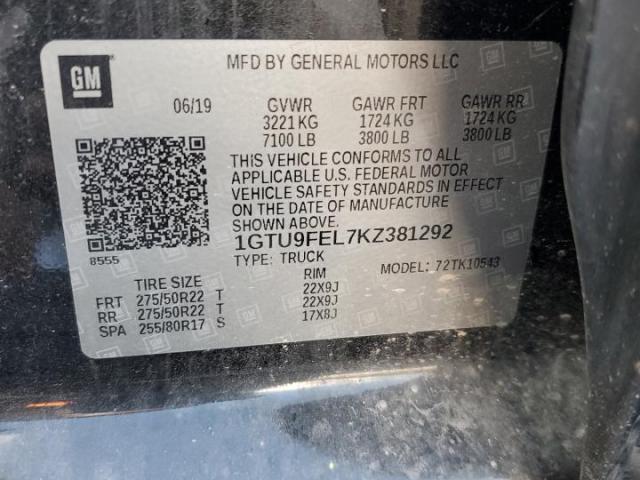 GM
MFD BY GENERAL MOTORS LLC
06/19 GVWR GAWR FRT GAWR RR
3221 KG 1724 KG 1724 KG
7100 LB 3800 LB 3800 LB
THIS VEHICLE CONFORMS TO ALL
APPLICABLE U.S. FEDERAL MOTOR
VEHICLE SAFETY STANDARDS IN EFFECT
ON THE DATE OF MANUFACTURE
SHOWN ABOVE.
1GTU9FEL7KZ381292
8555 TYPE: TRUCK MODEL: 72TK10543
TIRE SIZE RIM
FRT 275/50R22 T 22X9J
RR 275/50R22 T 22X9J
SPA 255/80R17 S 17X8J